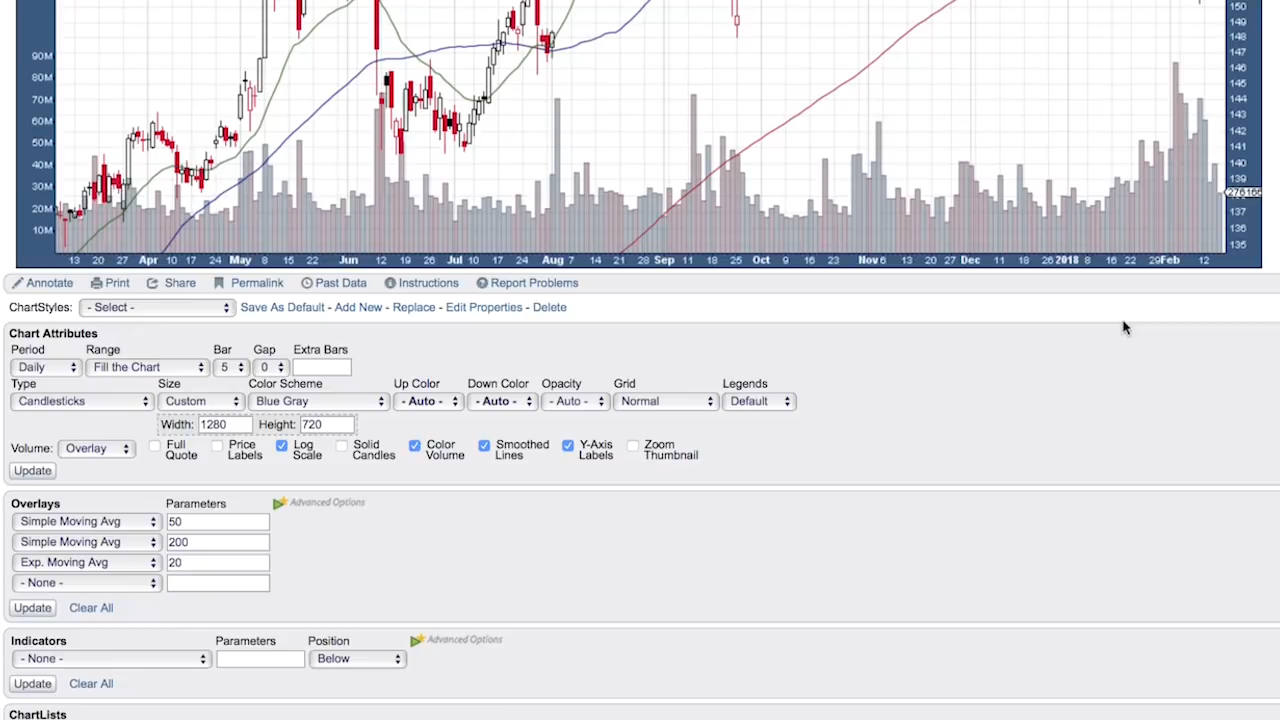 150
149
148
90M 147
80M 146
145
70M 144
60M 143
142
50M 141
40M 140
30M 139
20M 137
10M 136
135
13 20 27 Apr 10 17 24 May 8 15 22 Jun 12 19 26 Jul 10 17 24 Aug 7 14 21 28 Sep 11 18 25 Oct 9 16 23 Nov 6 13 20 27 Dec 11 18 26 2018 8 16 22 29 Feb 12
Annotate Print Share Permalink Past Data Instructions Report Problems
ChartStyles: - Select - Save As Default - Add New - Replace - Edit Properties - Delete
Chart Attributes
Period Range Bar Gap Extra Bars
Daily Fill the Chart 5 0
Type Size Color Scheme Up Color Down Color Opacity Grid Legends
Candlesticks Custom Blue Gray - Auto - - Auto - - Auto - Normal Default
Width: 1280 Height: 720
Volume: Overlay Full Quote Price Labels Log Scale Solid Candles Color Volume Smoothed Lines Y-Axis Labels Zoom Thumbnail
Update
Overlays Parameters Advanced Options
Simple Moving Avg 50
Simple Moving Avg 200
Exp. Moving Avg 20
- None -
Update Clear All
Indicators Parameters Position Advanced Options
- None - Below
Update Clear All
ChartLists